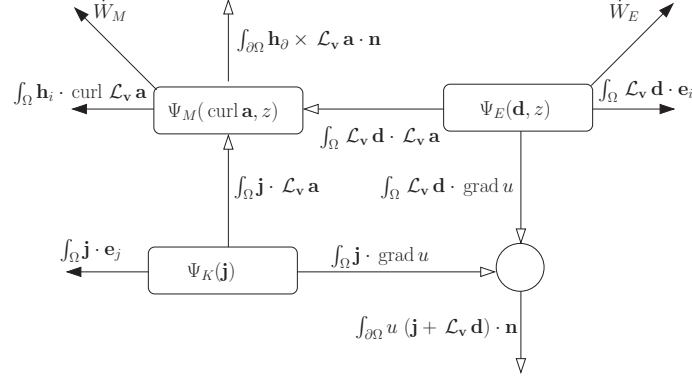 Ẇ_M
Ẇ_E
∫_{∂Ω} 𝐡_∂ × 𝓛_𝐯 𝐚 · 𝐧
∫_Ω 𝐡_i · curl 𝓛_𝐯 𝐚
∫_Ω 𝓛_𝐯 𝐝 · 𝐞_i
Ψ_M( curl 𝐚, z)
Ψ_E(𝐝, z)
∫_Ω 𝓛_𝐯 𝐝 · 𝓛_𝐯 𝐚
∫_Ω 𝐣 · 𝓛_𝐯 𝐚
∫_Ω 𝓛_𝐯 𝐝 · grad u
∫_Ω 𝐣 · 𝐞_j
Ψ_K(𝐣)
∫_Ω 𝐣 · grad u
∫_{∂Ω} u (𝐣 + 𝓛_𝐯 𝐝) · 𝐧